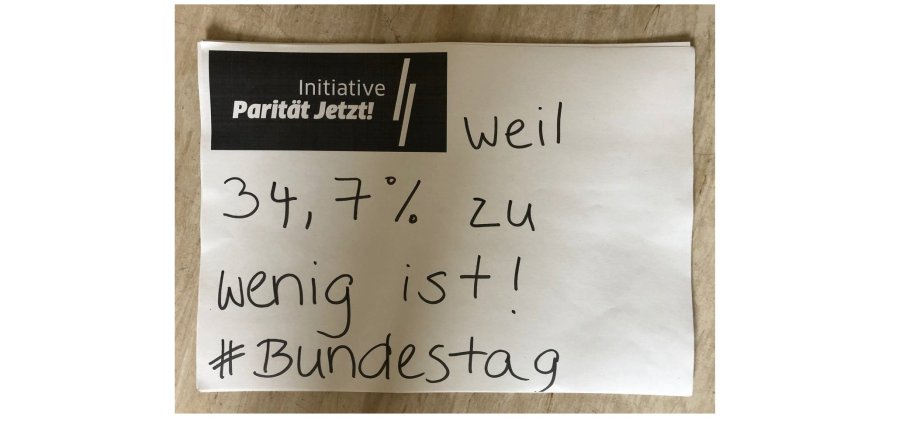 Initiative
Parität Jetzt!
weil
34,7% zu
wenig ist!
#Bundestag